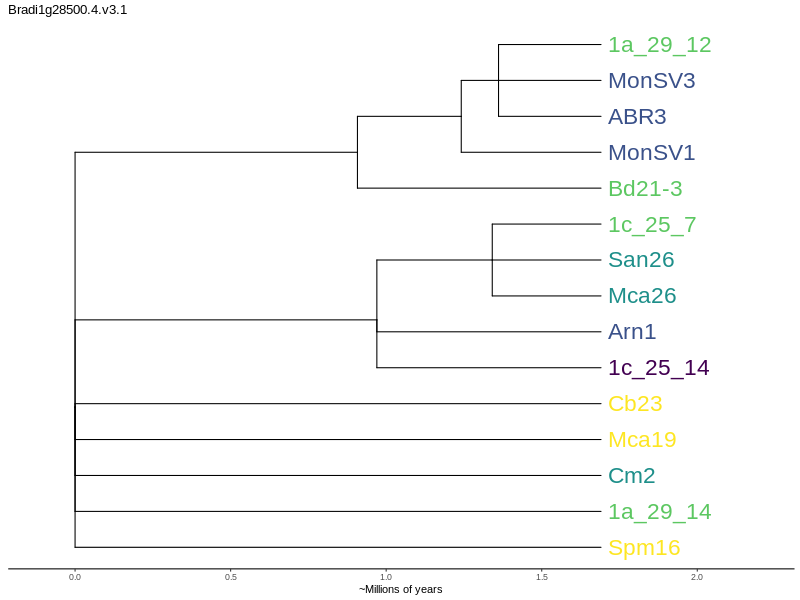 Bradi1g28500.4.v3.1
1a_29_12
MonSV3
ABR3
MonSV1
Bd21-3
1c_25_7
San26
Mca26
Arn1
1c_25_14
Cb23
Mca19
Cm2
1a_29_14
Spm16
0.0 0.5 1.0 1.5 2.0
~Millions of years